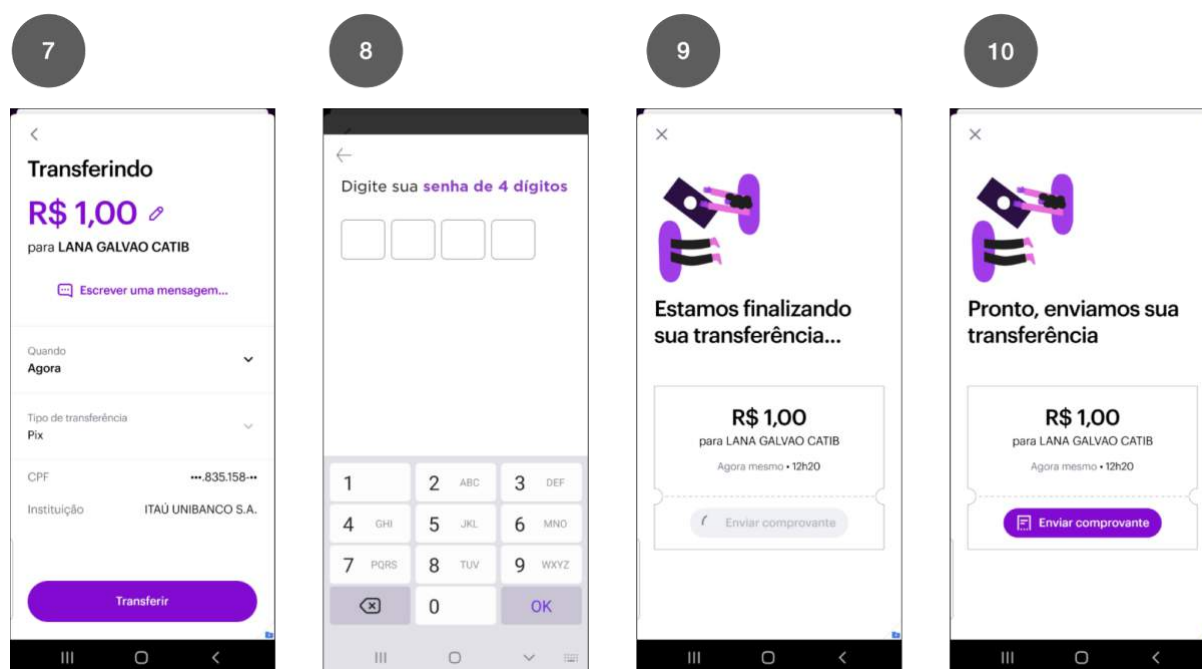 7
Transferindo
R$ 1,00
para LANA GALVAO CATIB
Escrever uma mensagem...
Quando
Agora
Tipo de transferência
Pix
CPF •••.835.158-••
Instituição ITAÚ UNIBANCO S.A.
Transferir
8
Digite sua senha de 4 dígitos
1 2 ABC 3 DEF
4 GHI 5 JKL 6 MNO
7 PQRS 8 TUV 9 WXYZ
0 OK
9
Estamos finalizando
sua transferência...
R$ 1,00
para LANA GALVAO CATIB
Agora mesmo • 12h20
Enviar comprovante
10
Pronto, enviamos sua
transferência
R$ 1,00
para LANA GALVAO CATIB
Agora mesmo • 12h20
Enviar comprovante